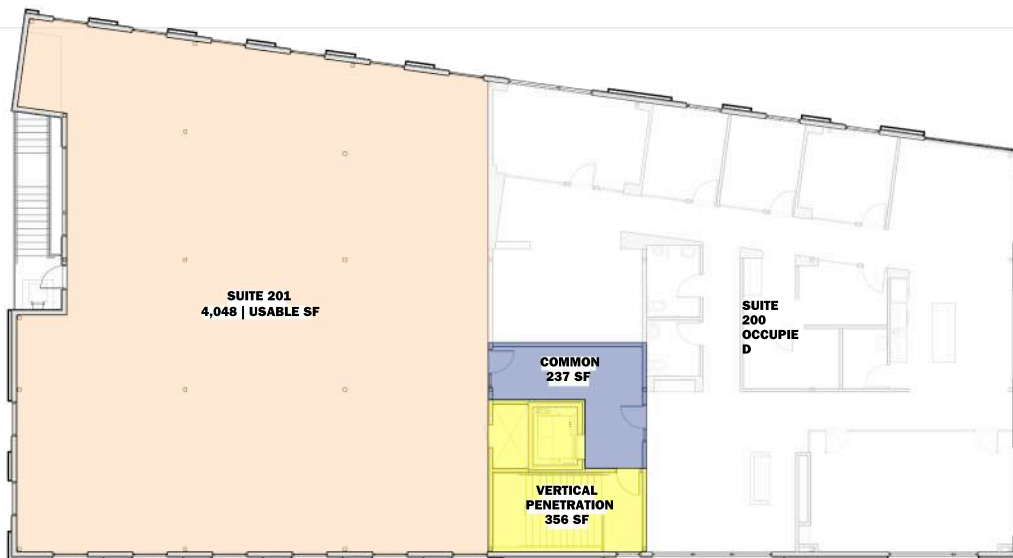 SUITE 201
4,048 | USABLE SF
SUITE
200
OCCUPIE
D
COMMON
237 SF
VERTICAL
PENETRATION
356 SF